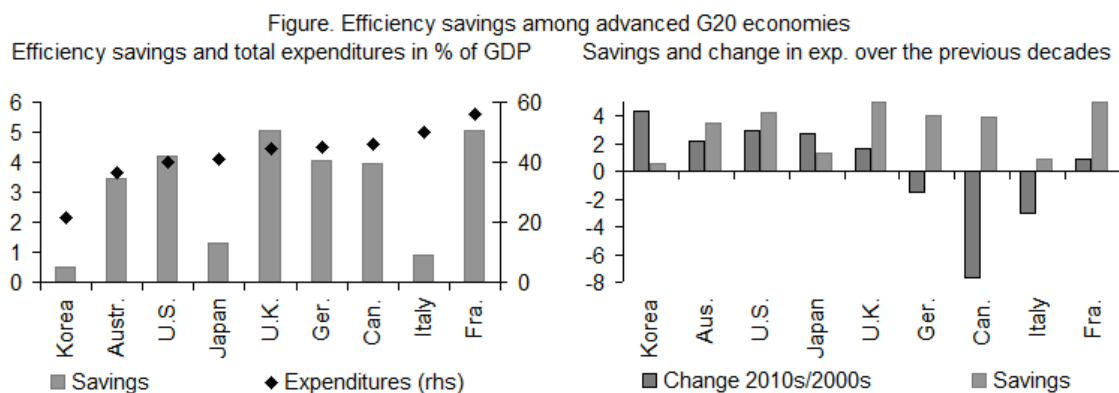 Figure. Efficiency savings among advanced G20 economies
Efficiency savings and total expenditures in % of GDP
6
5
4
3
2
1
0
60
40
20
0
Korea
Austr.
U.S.
Japan
U.K.
Ger.
Can.
Italy
Fra.
Savings
Expenditures (rhs)
Savings and change in exp. over the previous decades
4
2
0
-2
-4
-6
-8
Korea
Aus.
U.S.
Japan
U.K.
Ger.
Can.
Italy
Fra.
Change 2010s/2000s
Savings